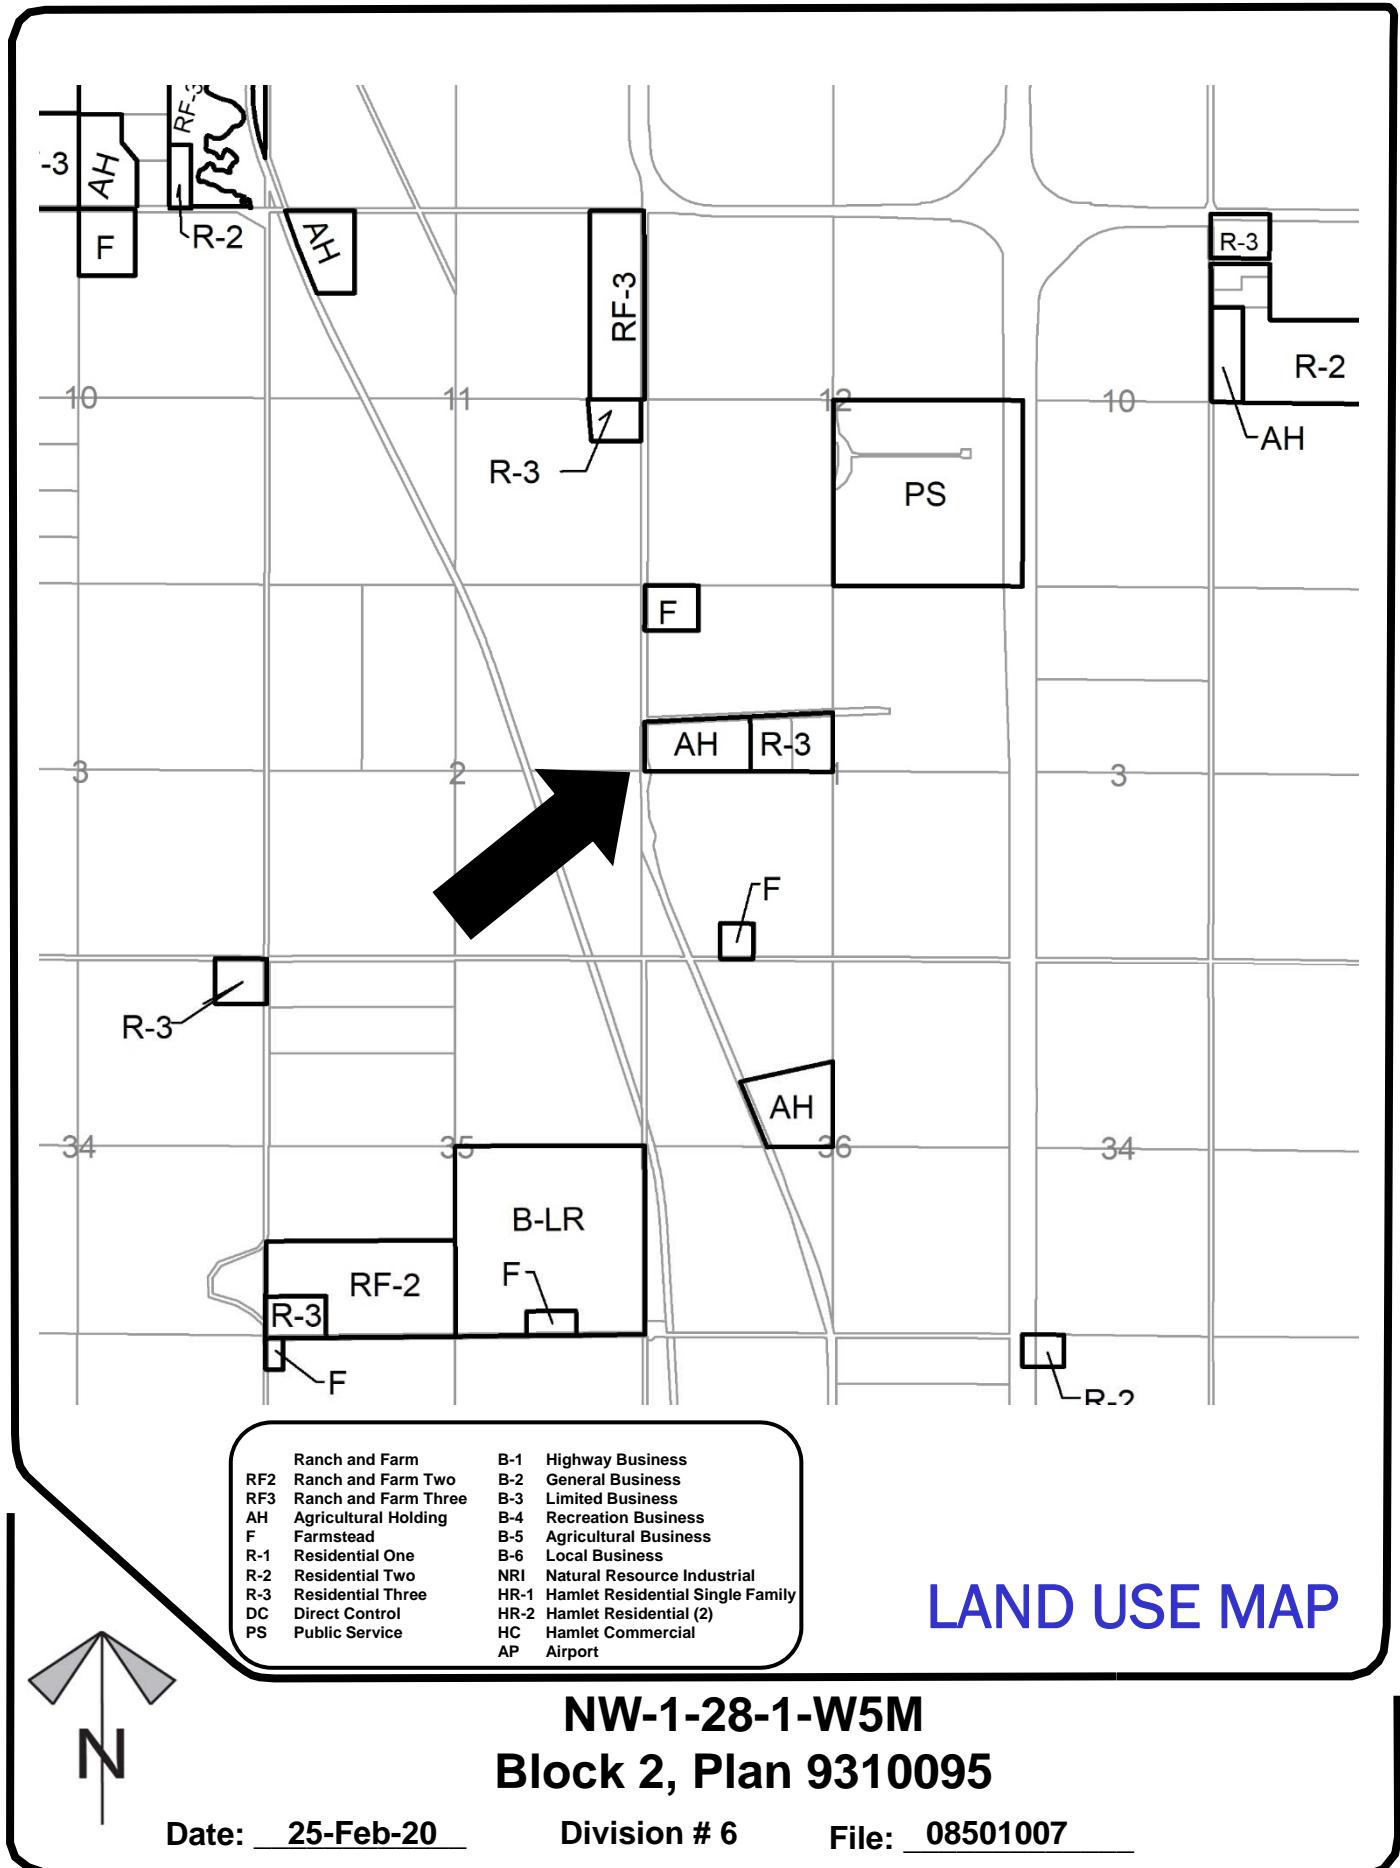 RF-3
-3
AH
R-2
F
AH
RF-3
R-3
R-2
10
11
12
10
AH
R-3
PS
F
AH
R-3
3
2
1
3
F
R-3
AH
34
35
36
34
B-LR
F
RF-2
R-3
F
R-2
Ranch and Farm
RF2 Ranch and Farm Two
RF3 Ranch and Farm Three
AH Agricultural Holding
F Farmstead
R-1 Residential One
R-2 Residential Two
R-3 Residential Three
DC Direct Control
PS Public Service
B-1 Highway Business
B-2 General Business
B-3 Limited Business
B-4 Recreation Business
B-5 Agricultural Business
B-6 Local Business
NRI Natural Resource Industrial
HR-1 Hamlet Residential Single Family
HR-2 Hamlet Residential (2)
HC Hamlet Commercial
AP Airport
LAND USE MAP
N
NW-1-28-1-W5M
Block 2, Plan 9310095
Date: 25-Feb-20 Division # 6 File: 08501007